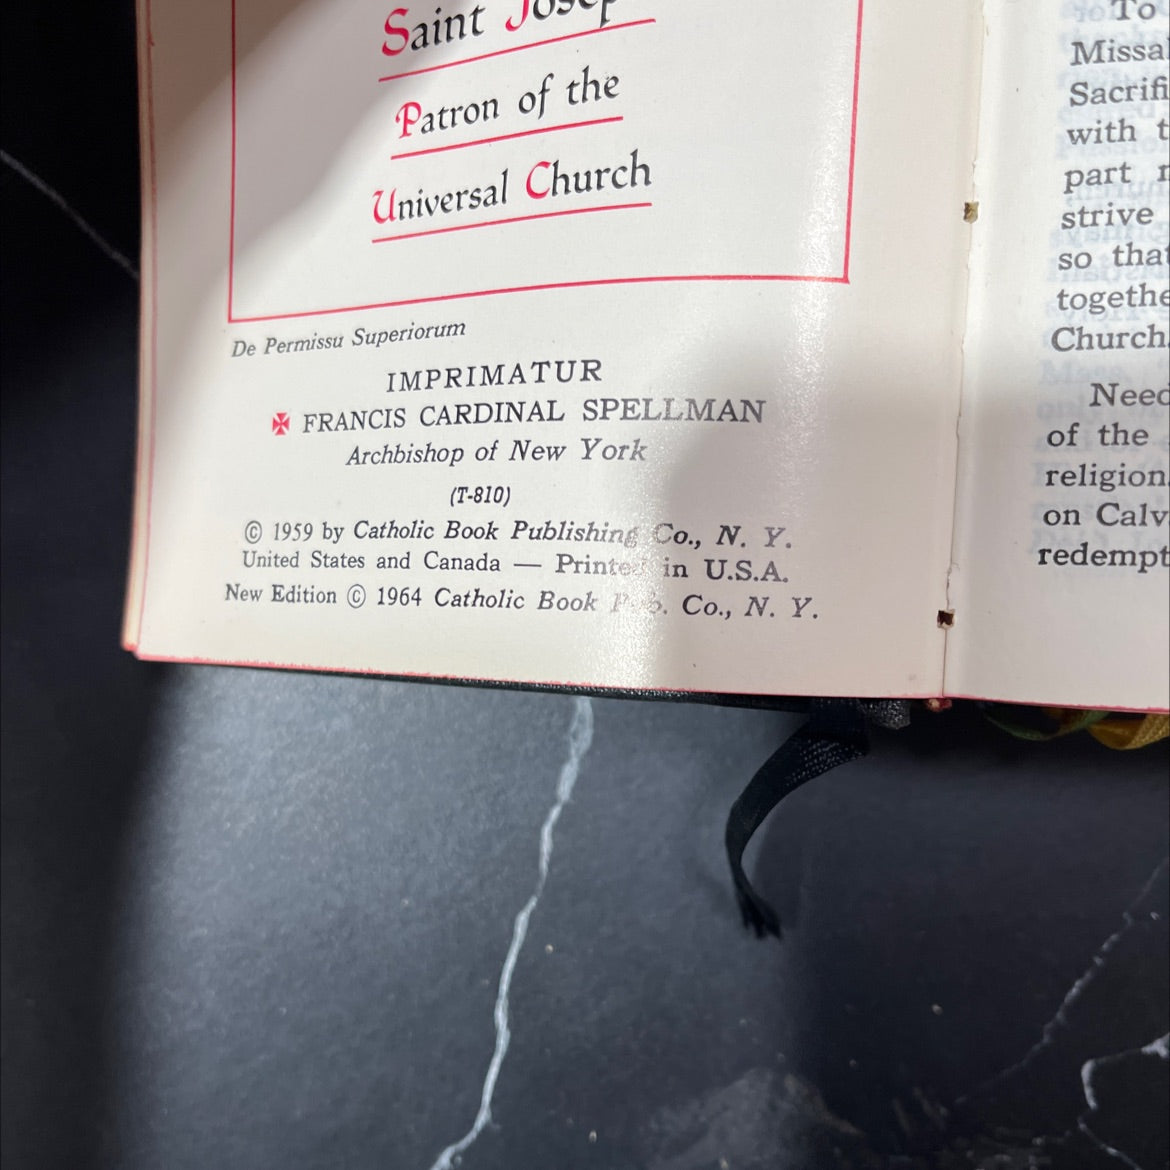 Saint Josep
Patron of the
Universal Church
De Permissu Superiorum
IMPRIMATUR
✠ FRANCIS CARDINAL SPELLMAN
Archbishop of New York
(T-810)
© 1959 by Catholic Book Publishing Co., N. Y.
United States and Canada — Printed in U.S.A.
New Edition © 1964 Catholic Book Pub. Co., N. Y.
To
Missa
Sacrifi
with t
part
strive
so that
togethe
Church.
Need
of the
religion.
on Calv
redempt